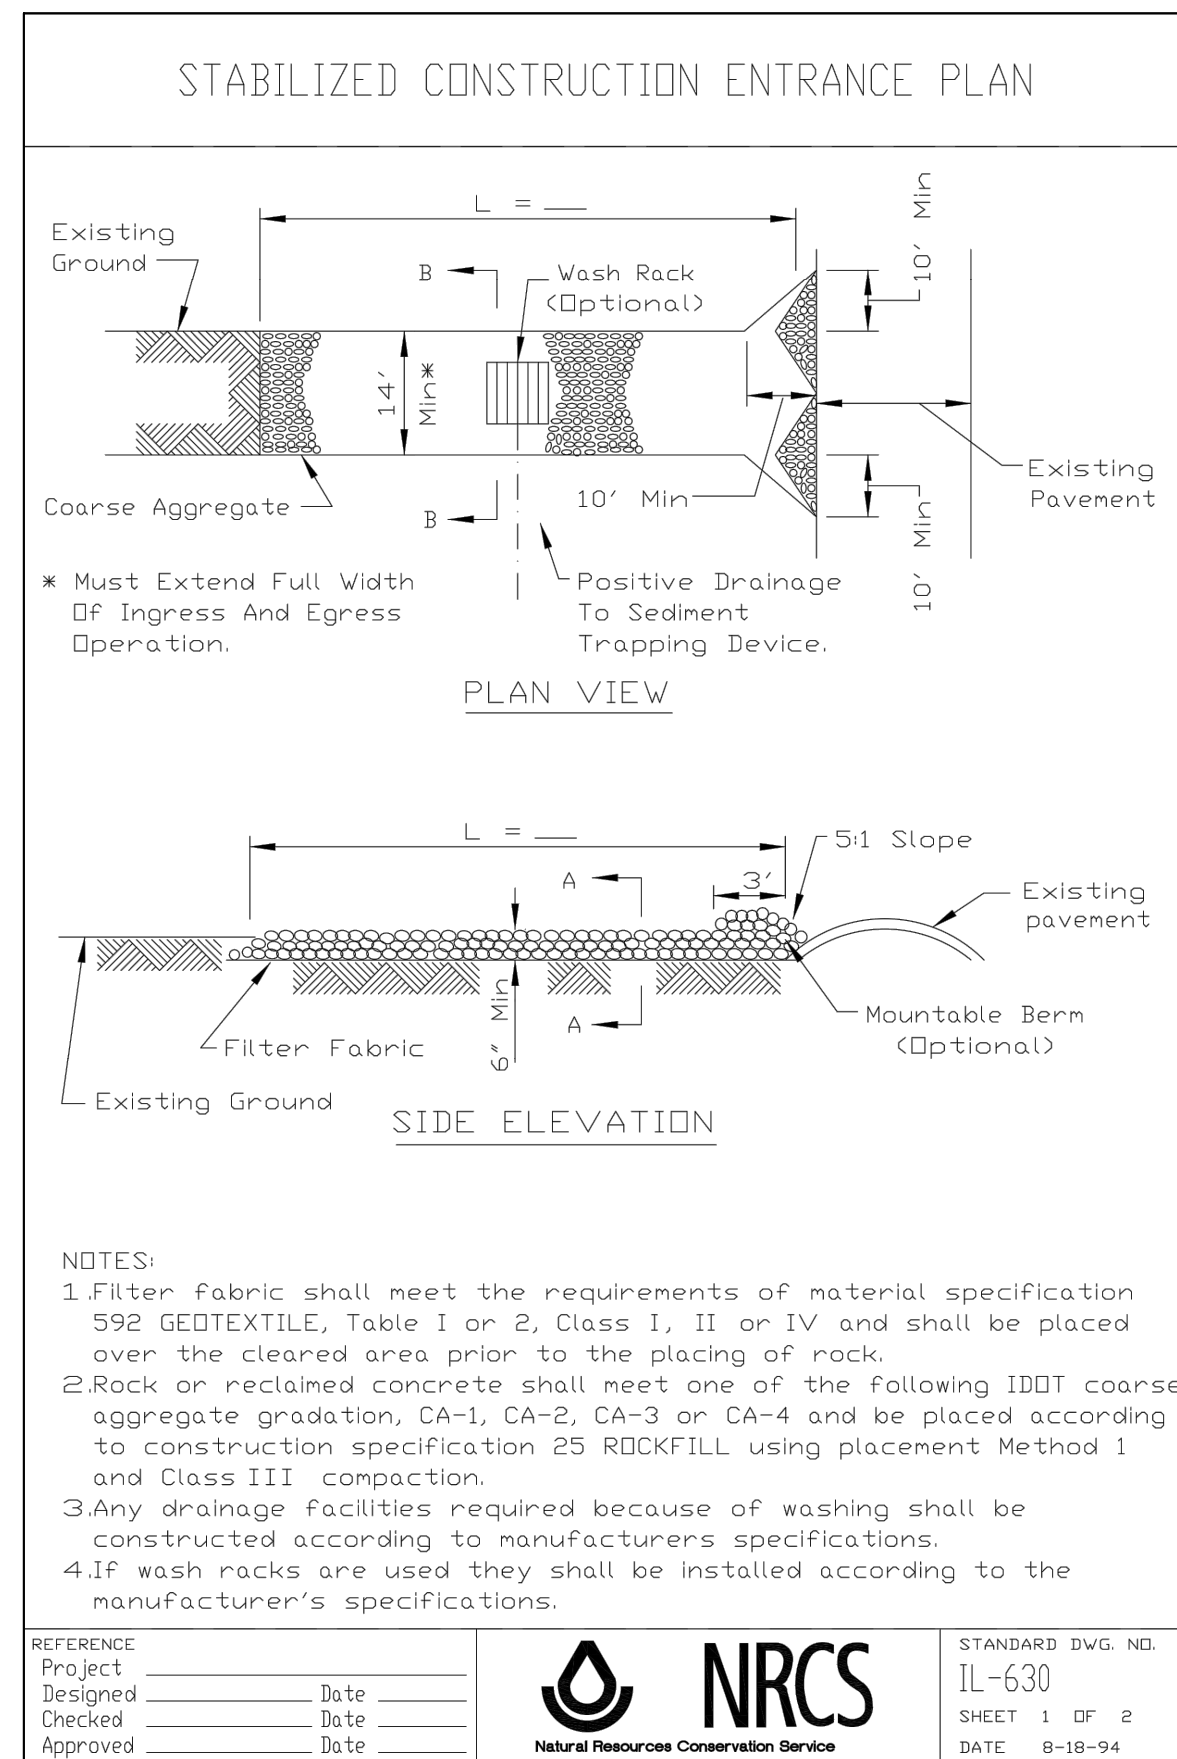 STABILIZED CONSTRUCTION ENTRANCE PLAN
L = ___
Existing
Ground
B
Wash Rack
(Optional)
10' Min
14'
Min*
Coarse Aggregate
B
10' Min
Existing
Pavement
10' Min
* Must Extend Full Width
Of Ingress And Egress
Operation.
Positive Drainage
To Sediment
Trapping Device.
PLAN VIEW
L = ___
5:1 Slope
A
3'
Existing
pavement
6" Min
A
Mountable Berm
(Optional)
Filter Fabric
Existing Ground
SIDE ELEVATION
NOTES:
1.Filter fabric shall meet the requirements of material specification
592 GEOTEXTILE, Table I or 2, Class I, II or IV and shall be placed
over the cleared area prior to the placing of rock.
2.Rock or reclaimed concrete shall meet one of the following IDOT coarse
aggregate gradation, CA-1, CA-2, CA-3 or CA-4 and be placed according
to construction specification 25 ROCKFILL using placement Method 1
and Class III compaction.
3.Any drainage facilities required because of washing shall be
constructed according to manufacturers specifications.
4.If wash racks are used they shall be installed according to the
manufacturer's specifications.
REFERENCE
Project
Designed Date
Checked Date
Approved Date
NRCS
Natural Resources Conservation Service
STANDARD DWG. NO.
IL-630
SHEET 1 OF 2
DATE 8-18-94